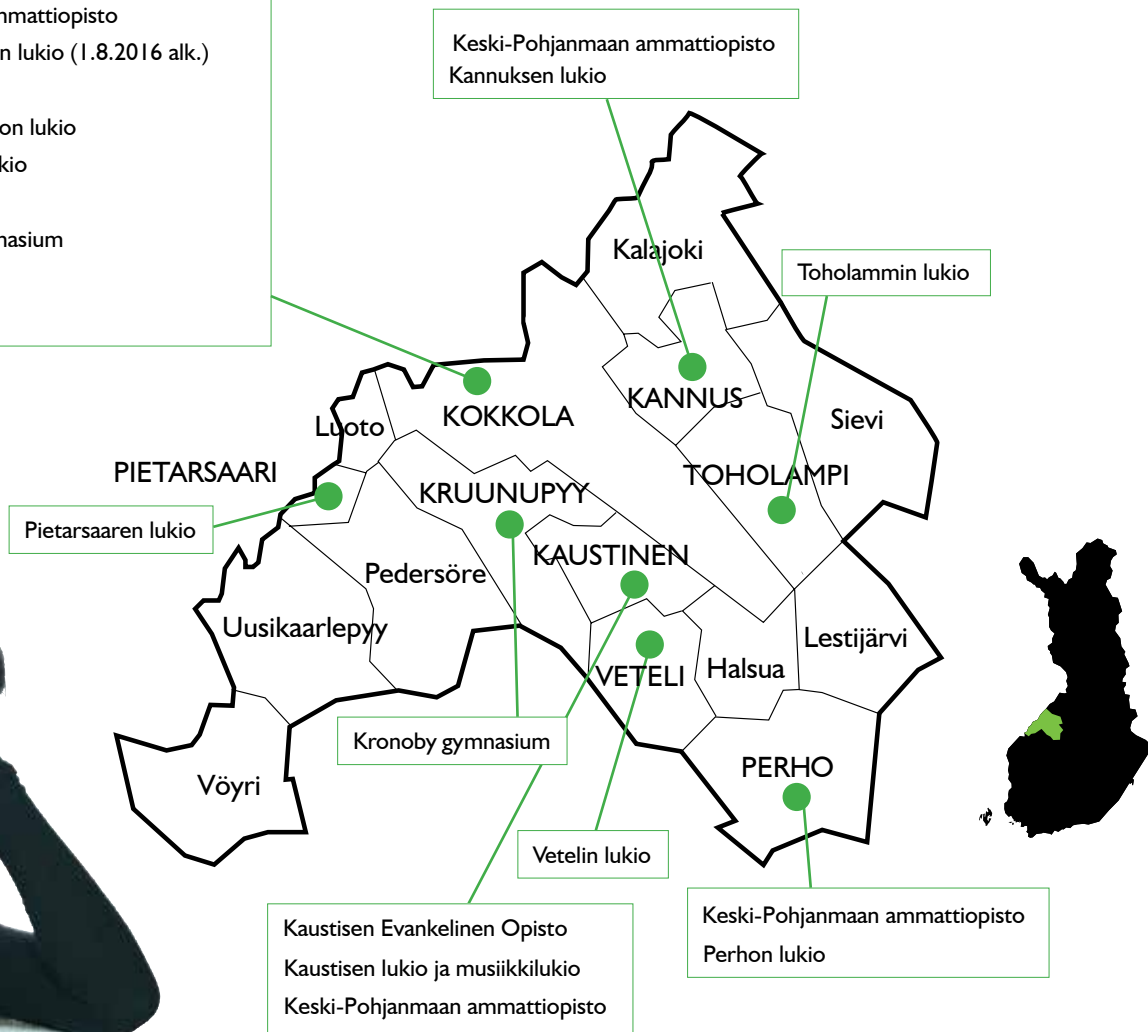 mmattiopisto
n lukio (1.8.2016 alk.)
on lukio
kio
nasium
Keski-Pohjanmaan ammattiopisto
Kannuksen lukio
Kalajoki
Toholammin lukio
KANNUS
KOKKOLA
Luoto
Sievi
PIETARSAARI
TOHOLAMPI
KRUUNUPYY
Pietarsaaren lukio
KAUSTINEN
Pedersöre
Uusikaarlepyy
Lestijärvi
Halsua
VETELI
Kronoby gymnasium
PERHO
Vöyri
Vetelin lukio
Keski-Pohjanmaan ammattiopisto
Perhon lukio
Kaustisen Evankelinen Opisto
Kaustisen lukio ja musiikkilukio
Keski-Pohjanmaan ammattiopisto